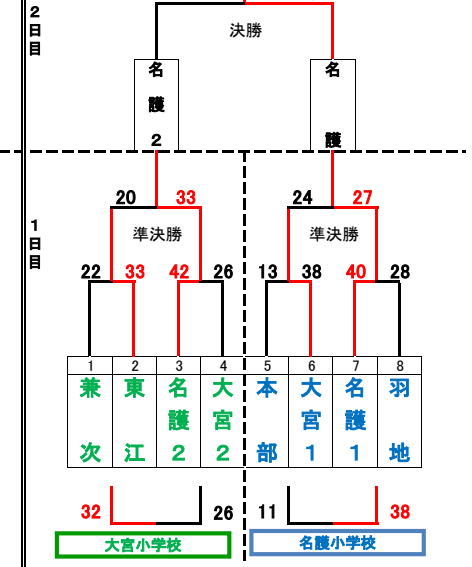 ２日目
決勝
名護２
名護
１日目
20 33 24 27
準決勝 準決勝
22 33 42 26 13 38 40 28
1 2 3 4 5 6 7 8
兼次 東江 名護２ 大宮２ 本部 大宮１ 名護１ 羽地
32 26 11 38
大宮小学校 名護小学校